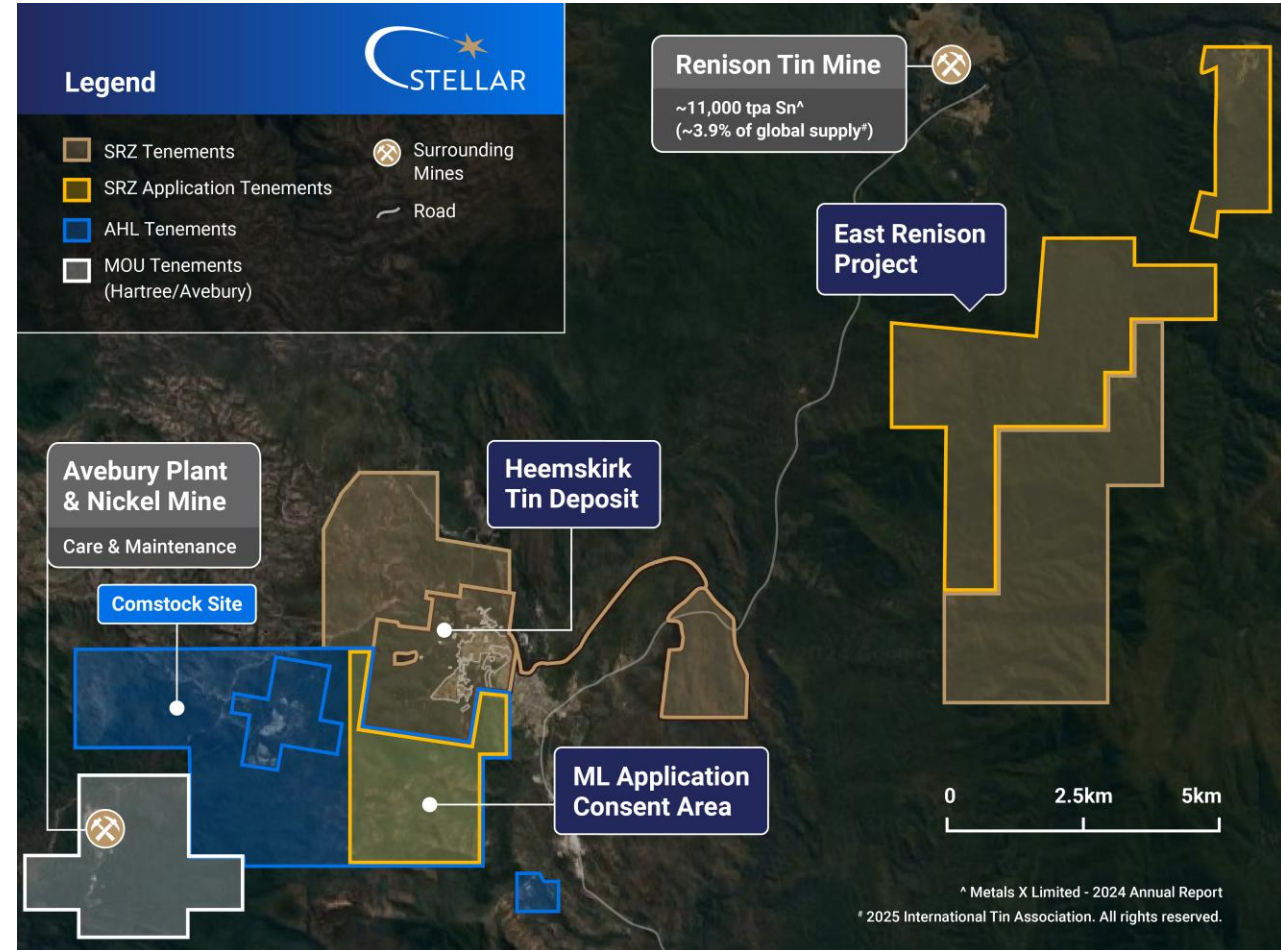 Legend
STELLAR
SRZ Tenements
SRZ Application Tenements
AHL Tenements
MOU Tenements
(Hartree/Avebury)
Surrounding
Mines
Road
Renison Tin Mine
~11,000 tpa Sn^
(~3.9% of global supply#)
East Renison
Project
Avebury Plant
& Nickel Mine
Care & Maintenance
Comstock Site
Heemskirk
Tin Deposit
ML Application
Consent Area
0 2.5km 5km
^ Metals X Limited - 2024 Annual Report
# 2025 International Tin Association. All rights reserved.